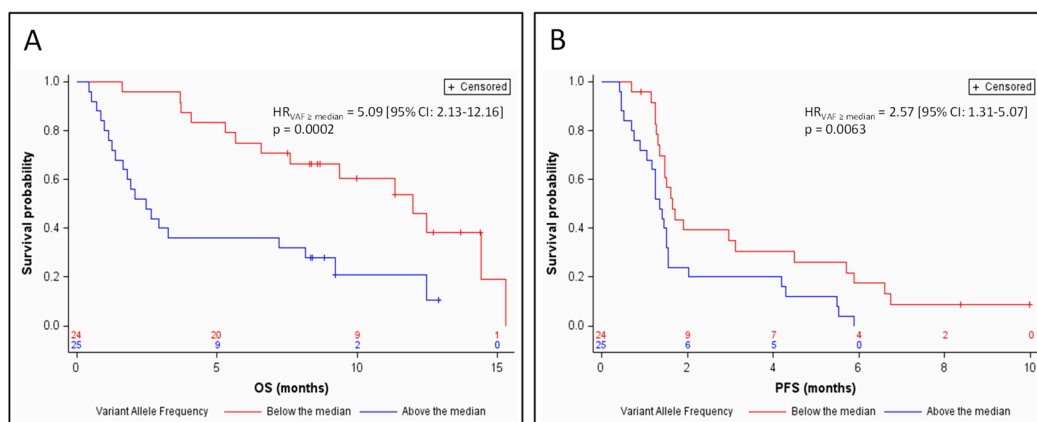 A
+ Censored
HR VAF ≥ median = 5.09 [95% CI: 2.13-12.16]
p = 0.0002
Survival probability
1.0
0.8
0.6
0.4
0.2
0.0
24 20 9 1
25 9 2 0
0 5 10 15
OS (months)
Variant Allele Frequency Below the median Above the median
B
+ Censored
HR VAF ≥ median = 2.57 [95% CI: 1.31-5.07]
p = 0.0063
Survival probability
1.0
0.8
0.6
0.4
0.2
0.0
24 9 7 4 2 0
25 6 5 0
0 2 4 6 8 10
PFS (months)
Variant Allele Frequency Below the median Above the median